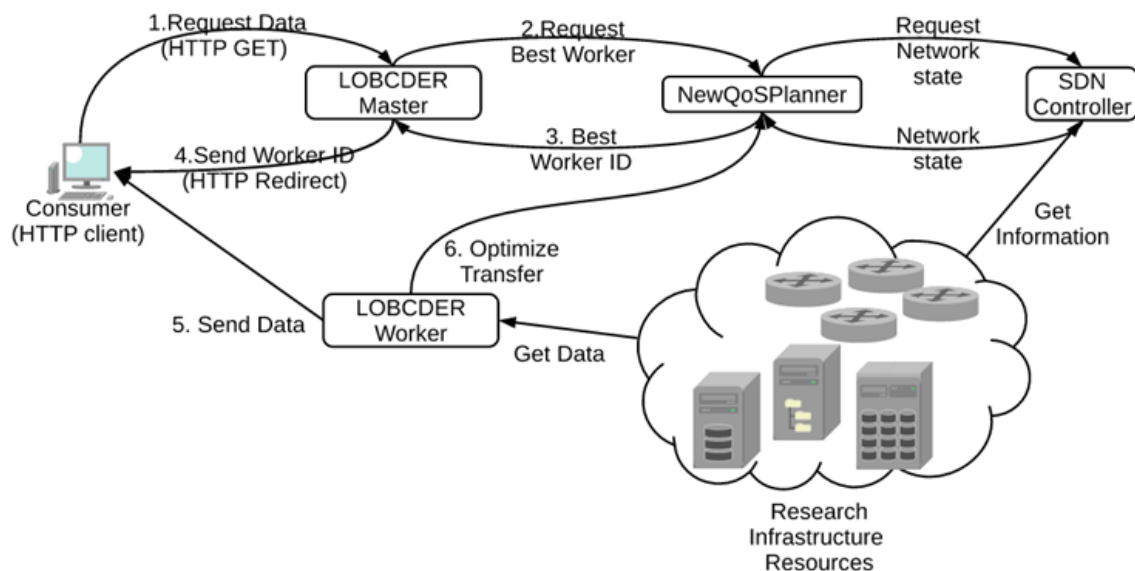 1.Request Data
(HTTP GET)
2.Request
Best Worker
Request
Network
state
LOBCDER
Master
NewQoSPlanner
SDN
Controller
4.Send Worker ID
(HTTP Redirect)
3. Best
Worker ID
Network
state
Consumer
(HTTP client)
6. Optimize
Transfer
Get
Information
5. Send Data
LOBCDER
Worker
Get Data
Research
Infrastructure
Resources